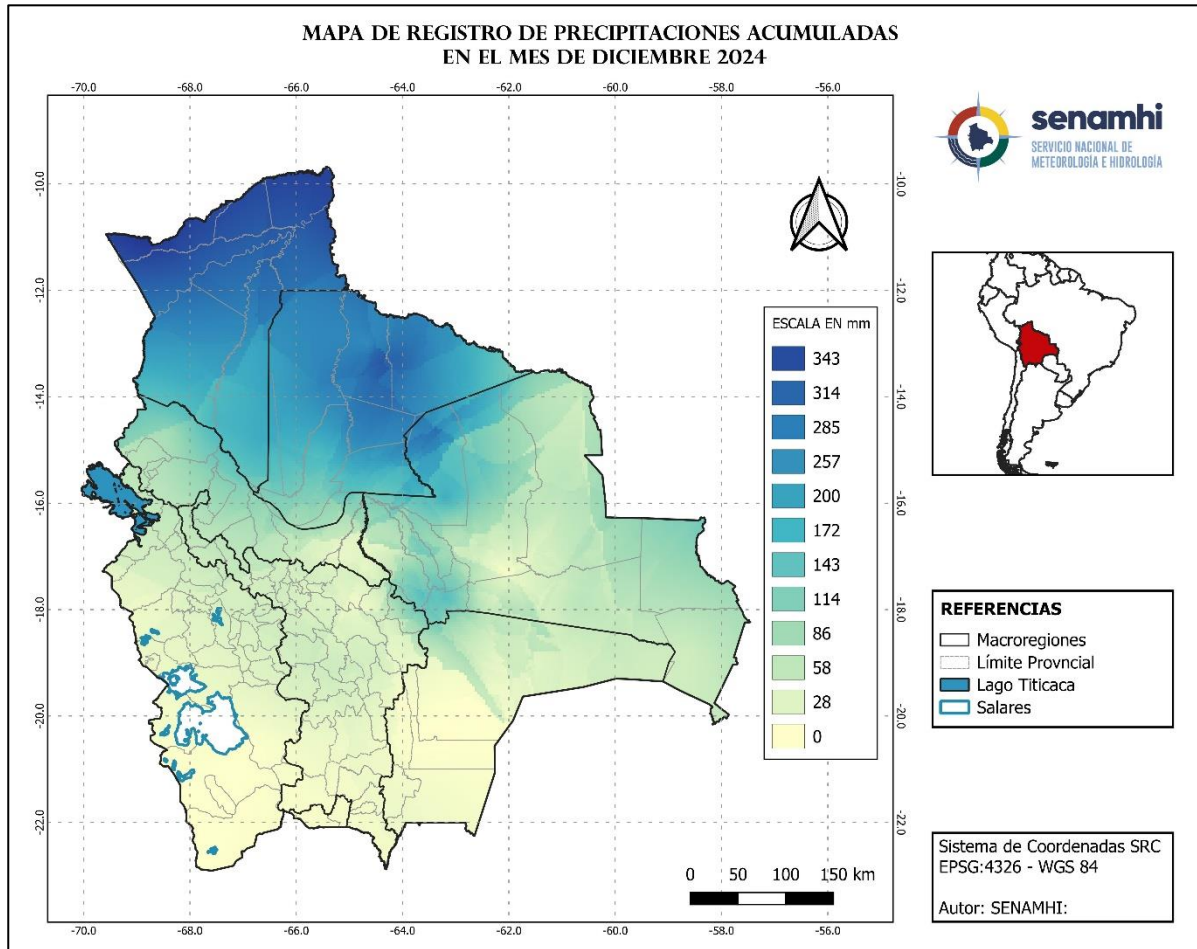 MAPA DE REGISTRO DE PRECIPITACIONES ACUMULADAS
EN EL MES DE DICIEMBRE 2024
-70.0 -68.0 -66.0 -64.0 -62.0 -60.0 -58.0 -56.0
-10.0 -10.0
-12.0 -12.0
-14.0 -14.0
-16.0 -16.0
-18.0 -18.0
-20.0 -20.0
-22.0 -22.0
-70.0 -68.0 -66.0 -64.0 -62.0 -60.0 -58.0 -56.0
ESCALA EN mm
343
314
285
257
200
172
143
114
86
58
28
0
0 50 100 150 km
senamhi
SERVICIO NACIONAL DE
METEOROLOGÍA E HIDROLOGÍA
REFERENCIAS
Macroregiones
Límite Provncial
Lago Titicaca
Salares
Sistema de Coordenadas SRC
EPSG:4326 - WGS 84
Autor: SENAMHI: